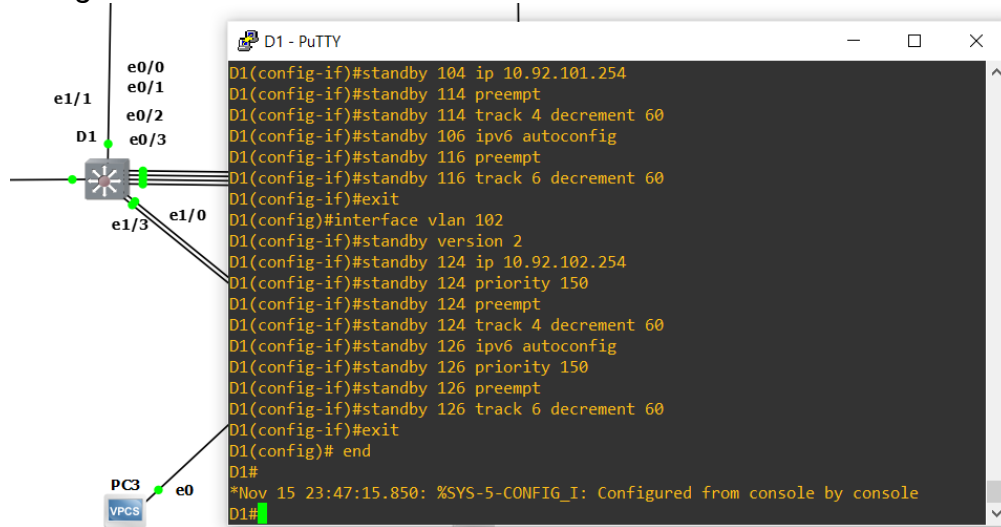 D1 - PuTTY
D1(config-if)#standby 104 ip 10.92.101.254
D1(config-if)#standby 114 preempt
D1(config-if)#standby 114 track 4 decrement 60
D1(config-if)#standby 106 ipv6 autoconfig
D1(config-if)#standby 116 preempt
D1(config-if)#standby 116 track 6 decrement 60
D1(config-if)#exit
D1(config)#interface vlan 102
D1(config-if)#standby version 2
D1(config-if)#standby 124 ip 10.92.102.254
D1(config-if)#standby 124 priority 150
D1(config-if)#standby 124 preempt
D1(config-if)#standby 124 track 4 decrement 60
D1(config-if)#standby 126 ipv6 autoconfig
D1(config-if)#standby 126 priority 150
D1(config-if)#standby 126 preempt
D1(config-if)#standby 126 track 6 decrement 60
D1(config-if)#exit
D1(config)# end
D1#
*Nov 15 23:47:15.850: %SYS-5-CONFIG_I: Configured from console by console
D1#
e0/0
e0/1
e1/1
e0/2
D1
e0/3
e1/0
e1/3
PC3
e0
VPCS